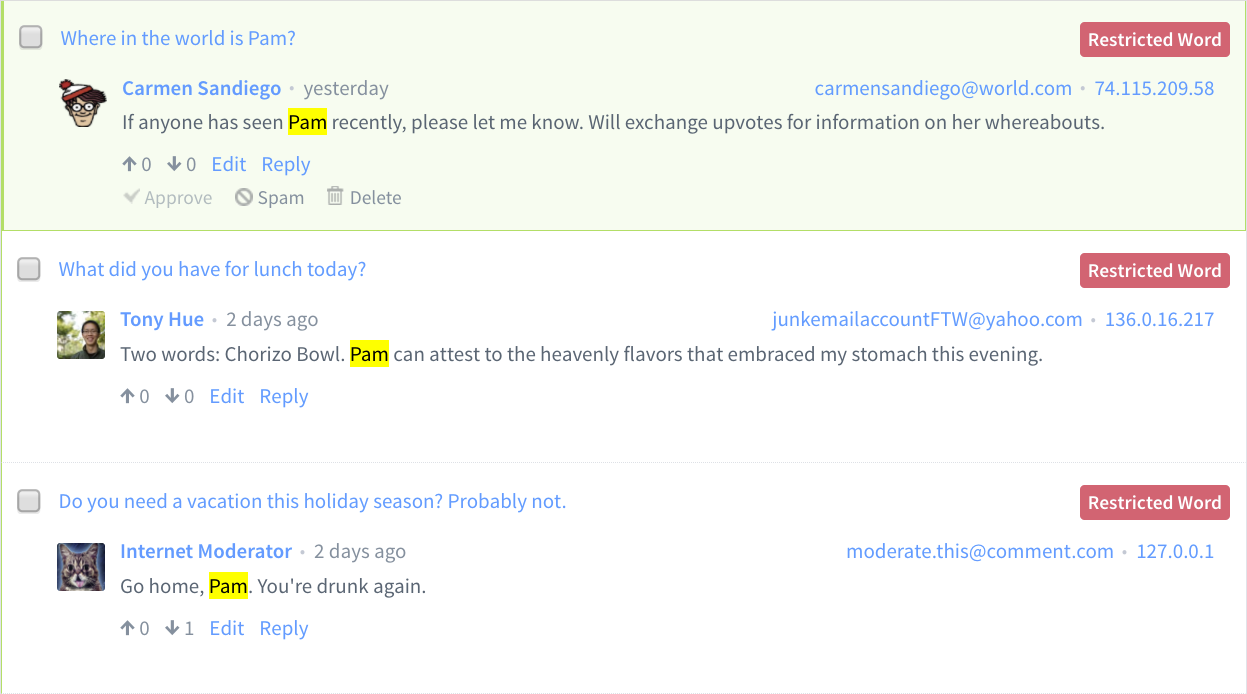 Where in the world is Pam? Restricted Word
Carmen Sandiego • yesterday carmensandiego@world.com • 74.115.209.58
If anyone has seen Pam recently, please let me know. Will exchange upvotes for information on her whereabouts.
0 0 Edit Reply
Approve Spam Delete
What did you have for lunch today? Restricted Word
Tony Hue • 2 days ago junkemailaccountFTW@yahoo.com • 136.0.16.217
Two words: Chorizo Bowl. Pam can attest to the heavenly flavors that embraced my stomach this evening.
0 0 Edit Reply
Do you need a vacation this holiday season? Probably not. Restricted Word
Internet Moderator • 2 days ago moderate.this@comment.com • 127.0.0.1
Go home, Pam. You're drunk again.
0 1 Edit Reply